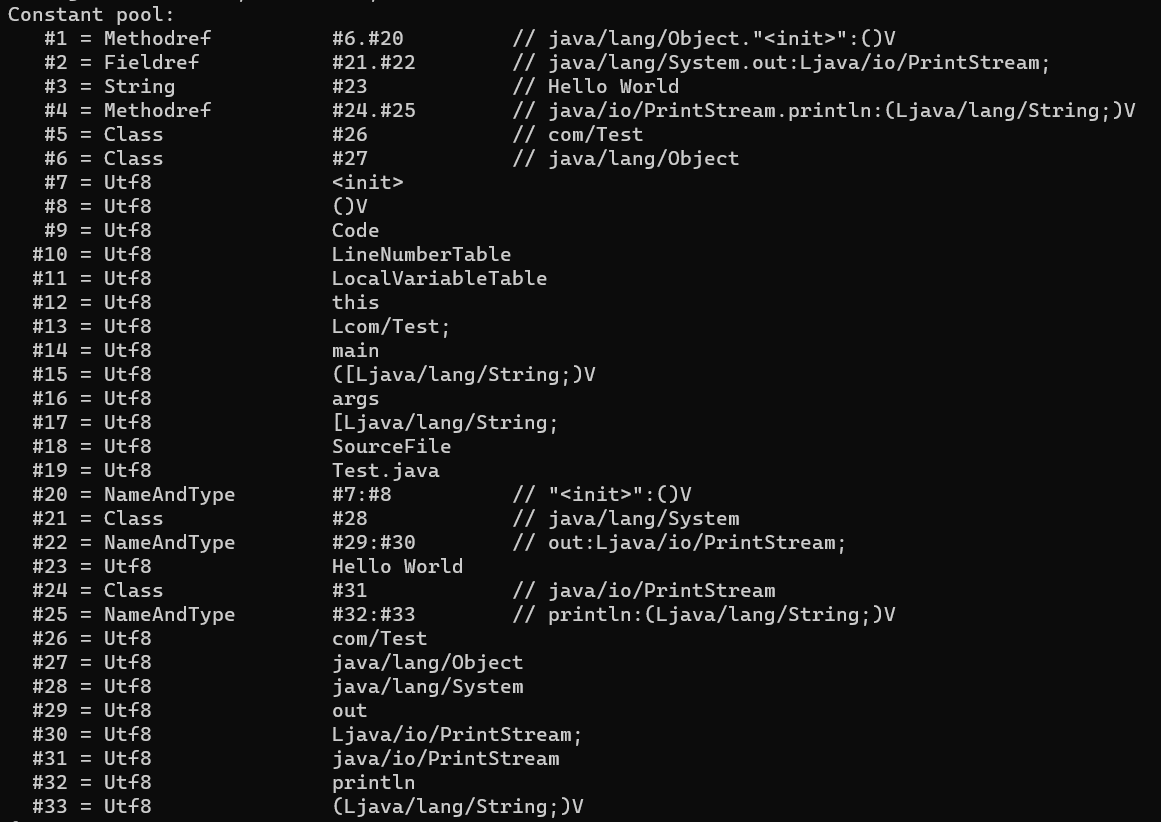 Constant pool:
   #1 = Methodref          #6.#20         // java/lang/Object."<init>":()V
   #2 = Fieldref           #21.#22        // java/lang/System.out:Ljava/io/PrintStream;
   #3 = String             #23            // Hello World
   #4 = Methodref          #24.#25        // java/io/PrintStream.println:(Ljava/lang/String;)V
   #5 = Class              #26            // com/Test
   #6 = Class              #27            // java/lang/Object
   #7 = Utf8               <init>
   #8 = Utf8               ()V
   #9 = Utf8               Code
  #10 = Utf8               LineNumberTable
  #11 = Utf8               LocalVariableTable
  #12 = Utf8               this
  #13 = Utf8               Lcom/Test;
  #14 = Utf8               main
  #15 = Utf8               ([Ljava/lang/String;)V
  #16 = Utf8               args
  #17 = Utf8               [Ljava/lang/String;
  #18 = Utf8               SourceFile
  #19 = Utf8               Test.java
  #20 = NameAndType        #7:#8          // "<init>":()V
  #21 = Class              #28            // java/lang/System
  #22 = NameAndType        #29:#30        // out:Ljava/io/PrintStream;
  #23 = Utf8               Hello World
  #24 = Class              #31            // java/io/PrintStream
  #25 = NameAndType        #32:#33        // println:(Ljava/lang/String;)V
  #26 = Utf8               com/Test
  #27 = Utf8               java/lang/Object
  #28 = Utf8               java/lang/System
  #29 = Utf8               out
  #30 = Utf8               Ljava/io/PrintStream;
  #31 = Utf8               java/io/PrintStream
  #32 = Utf8               println
  #33 = Utf8               (Ljava/lang/String;)V